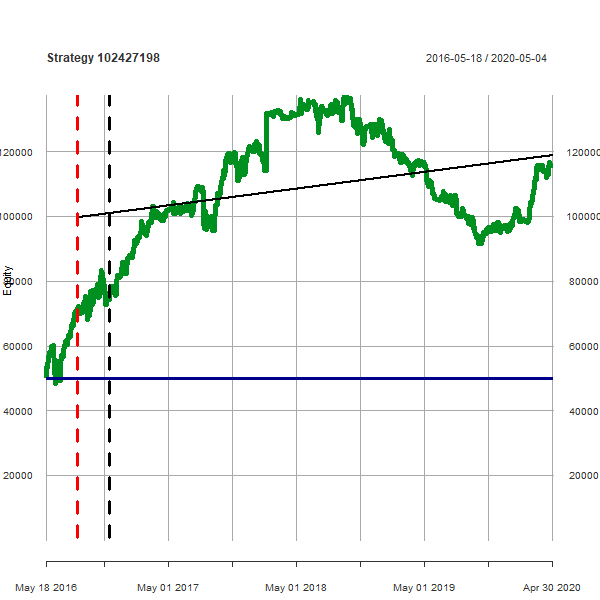 Strategy 102427198
2016-05-18 / 2020-05-04
120000
120000
100000
100000
80000
80000
Equity
60000
60000
40000
40000
20000
20000
May 18 2016
May 01 2017
May 01 2018
May 01 2019
Apr 30 2020